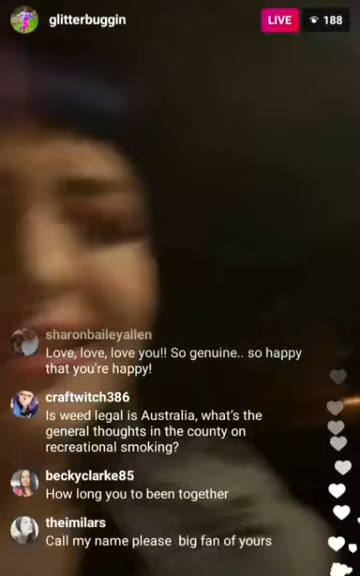 glitterbuggin
LIVE
188
sharonbaileyallen
Love, love, love you!! So genuine.. so happy
that you're happy!
craftwitch386
Is weed legal is Australia, what's the
general thoughts in the county on
recreational smoking?
beckyclarke85
How long you to been together
theimilars
Call my name please big fan of yours